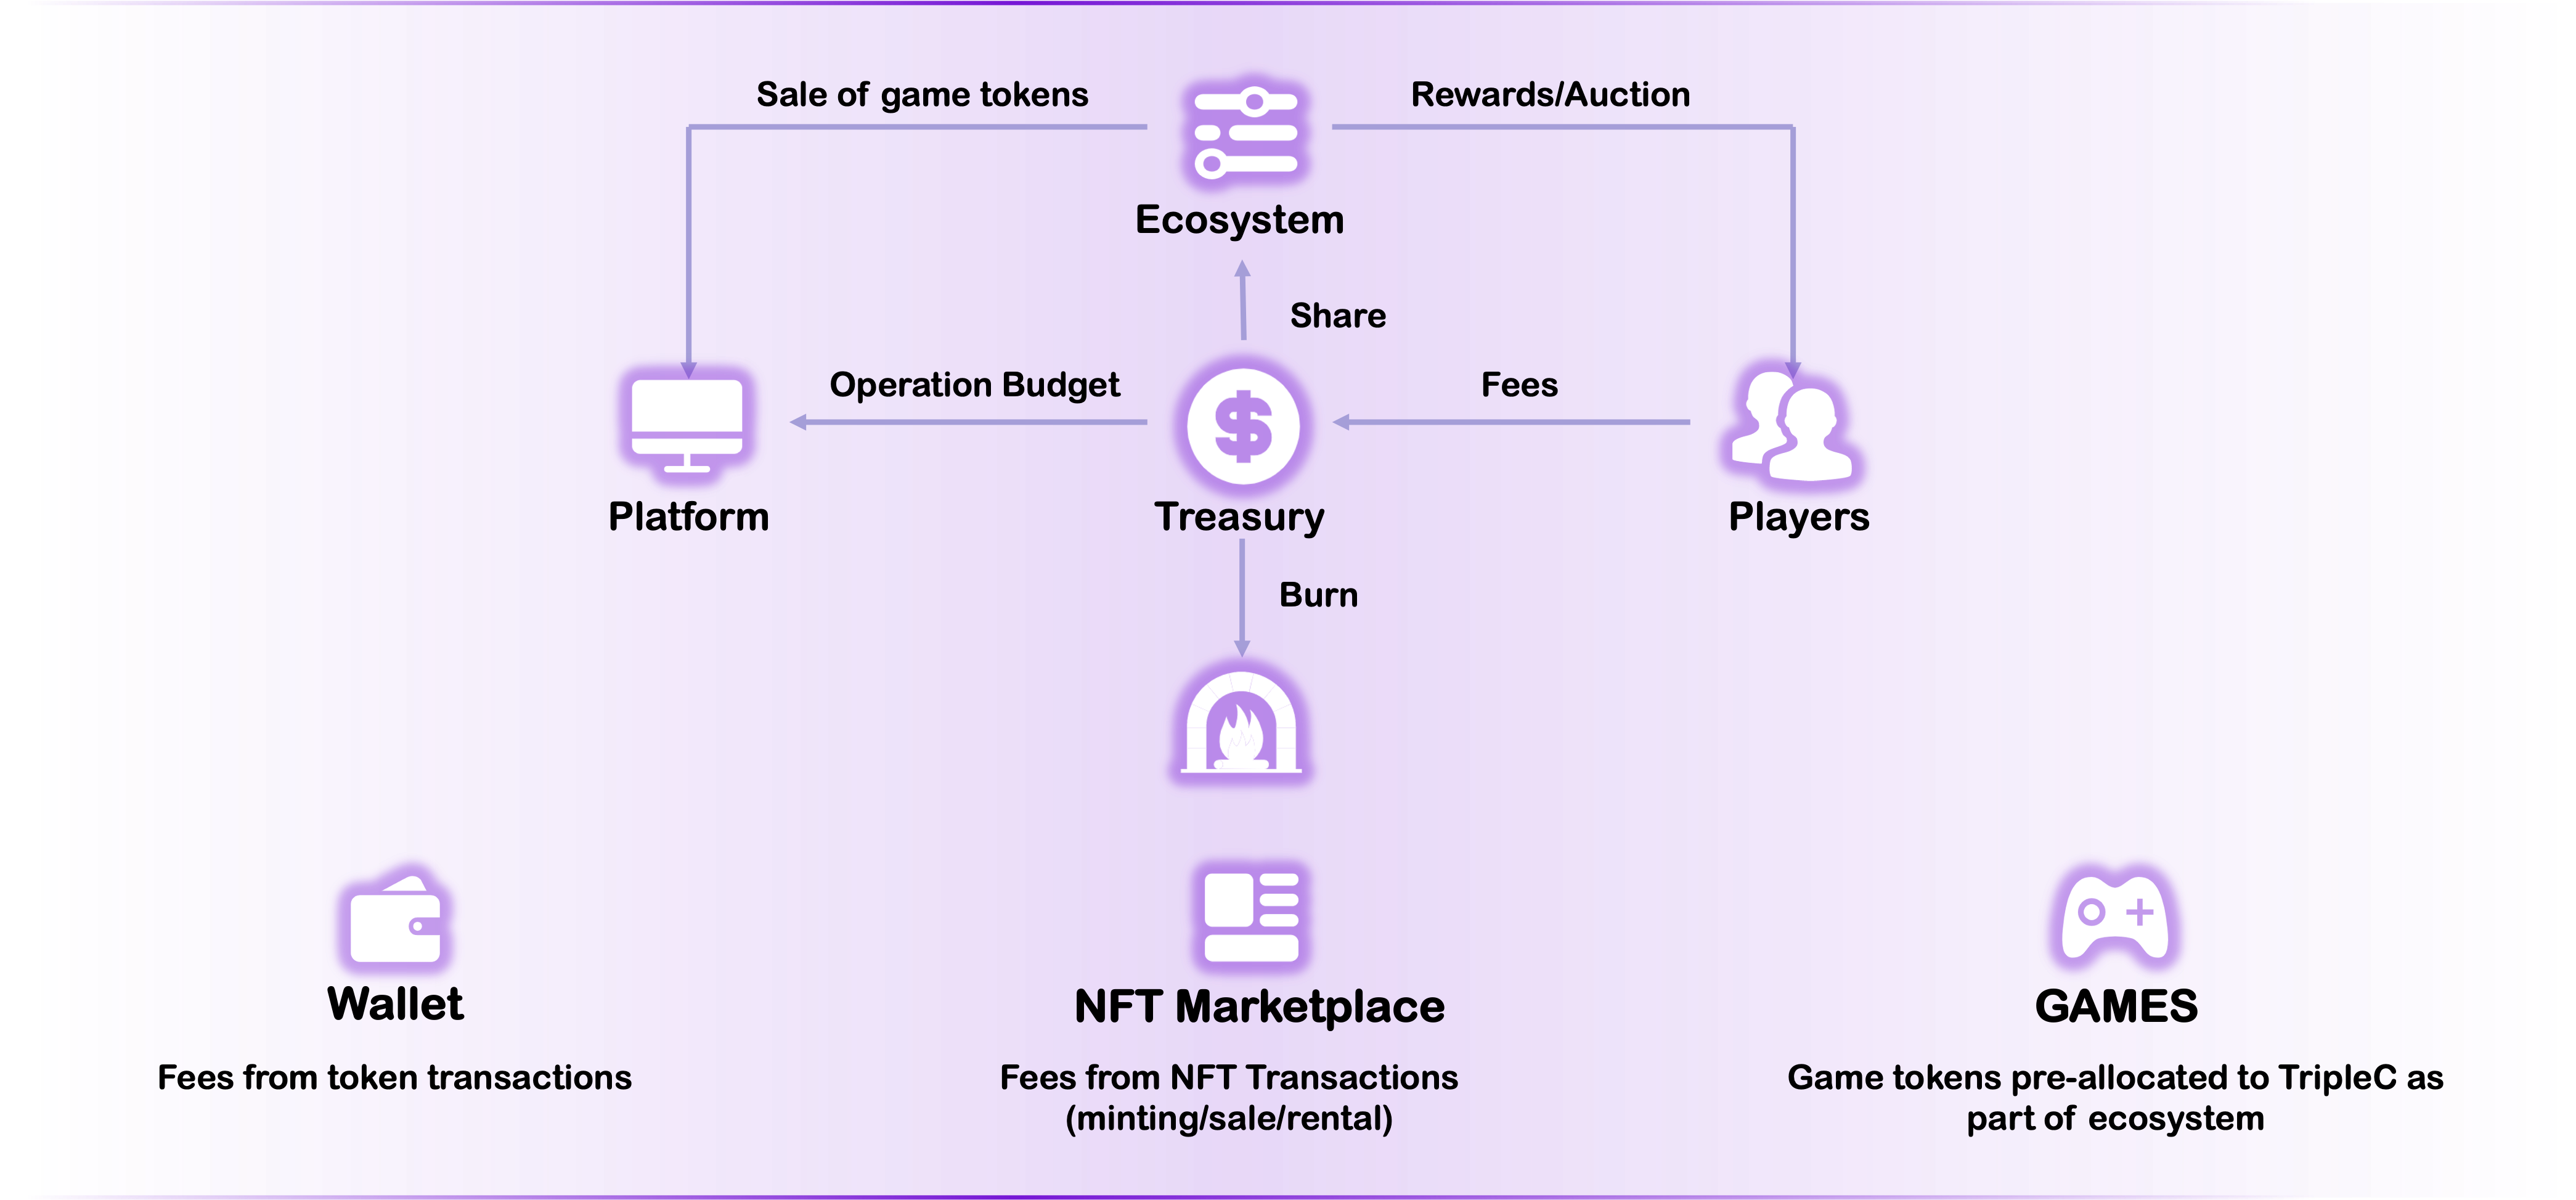 Sale of game tokens
Rewards/Auction
Ecosystem
Share
Operation Budget
Fees
Platform
Treasury
Players
Burn
Wallet
NFT Marketplace
GAMES
Fees from token transactions
Fees from NFT Transactions
(minting/sale/rental)
Game tokens pre-allocated to TripleC as
part of ecosystem